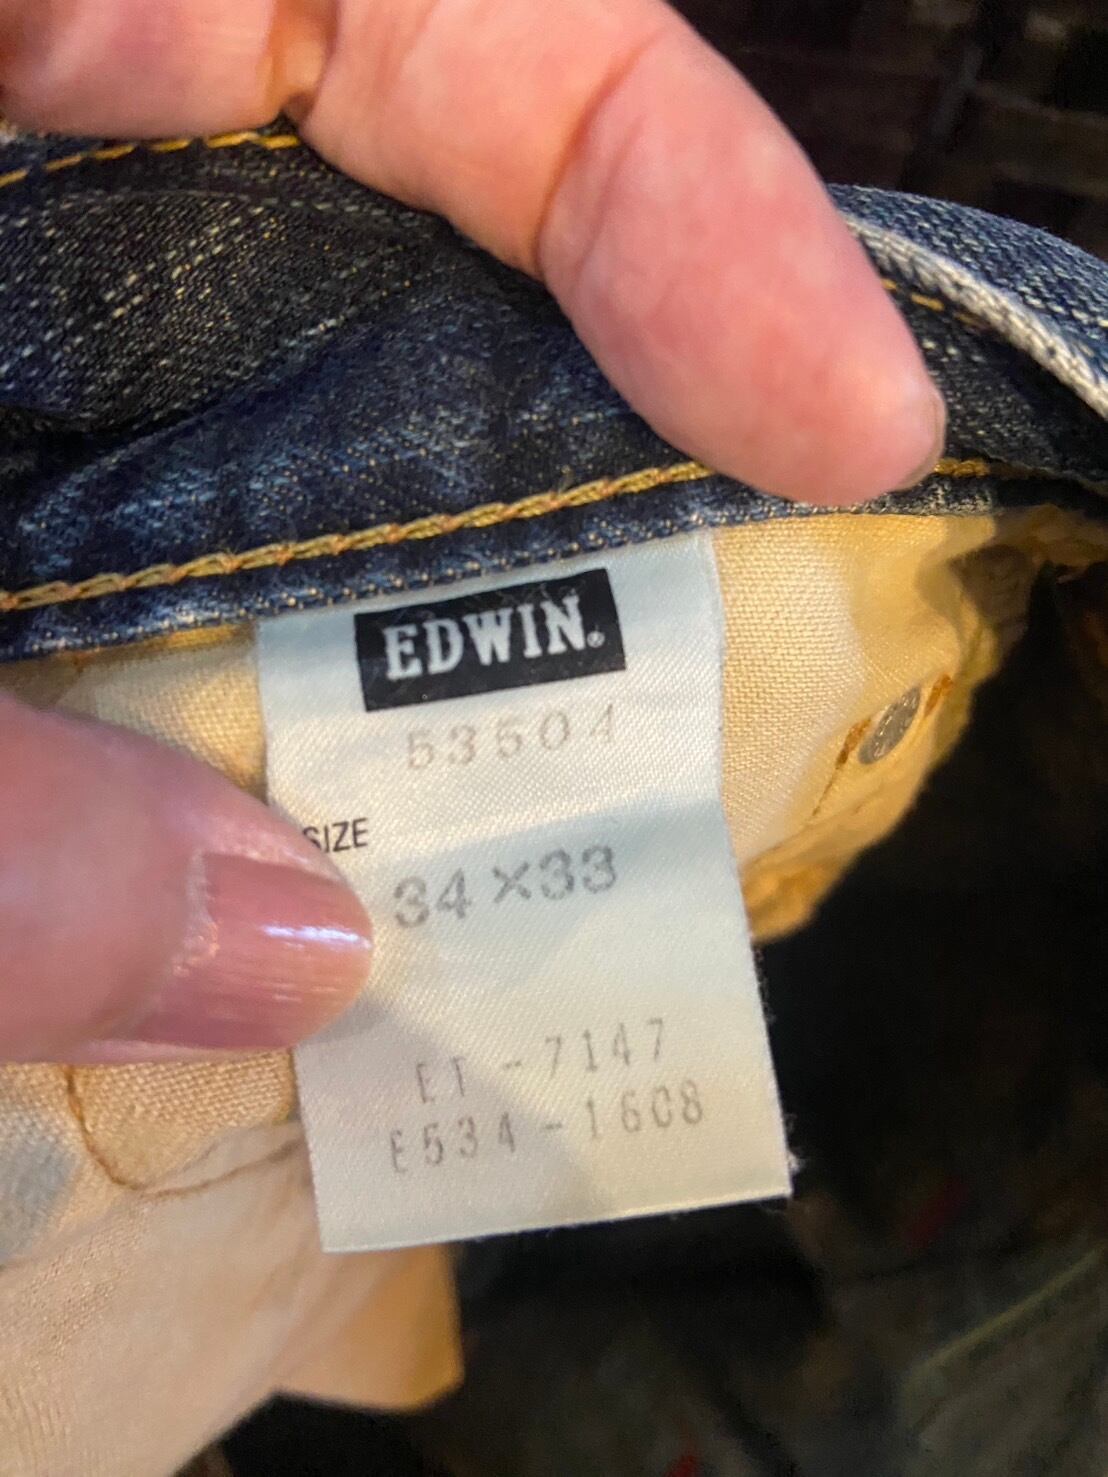 EDWIN®
53504
SIZE
34×33
ET-7147
E534-1608